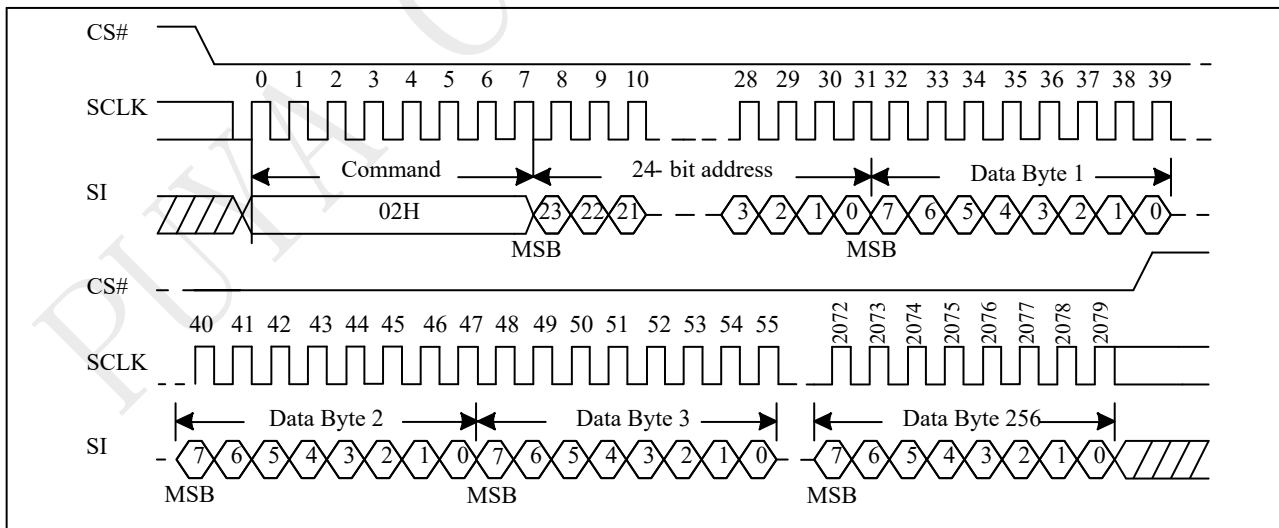 CS#
0 1 2 3 4 5 6 7 8 9 10 28 29 30 31 32 33 34 35 36 37 38 39
SCLK
Command 24- bit address Data Byte 1
SI
02H 23 22 21 3 2 1 0 7 6 5 4 3 2 1 0
MSB MSB
CS#
40 41 42 43 44 45 46 47 48 49 50 51 52 53 54 55 2072 2073 2074 2075 2076 2077 2078 2079
SCLK
Data Byte 2 Data Byte 3 Data Byte 256
SI
7 6 5 4 3 2 1 0 7 6 5 4 3 2 1 0 7 6 5 4 3 2 1 0
MSB MSB MSB
PUYA